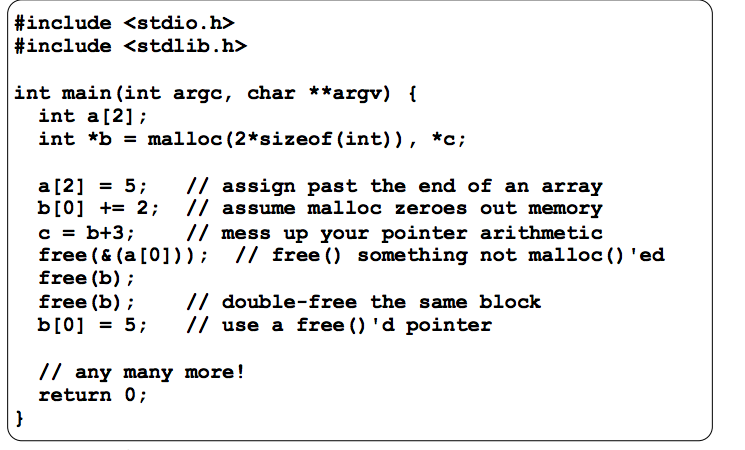 #include <stdio.h>
#include <stdlib.h>
int main(int argc, char **argv) {
int a[2];
int *b = malloc(2*sizeof(int)), *c;
a[2] = 5; // assign past the end of an array
b[0] += 2; // assume malloc zeroes out memory
c = b+3; // mess up your pointer arithmetic
free(&(a[0])); // free() something not malloc()'ed
free(b);
free(b); // double-free the same block
b[0] = 5; // use a free()'d pointer
// any many more!
return 0;
}